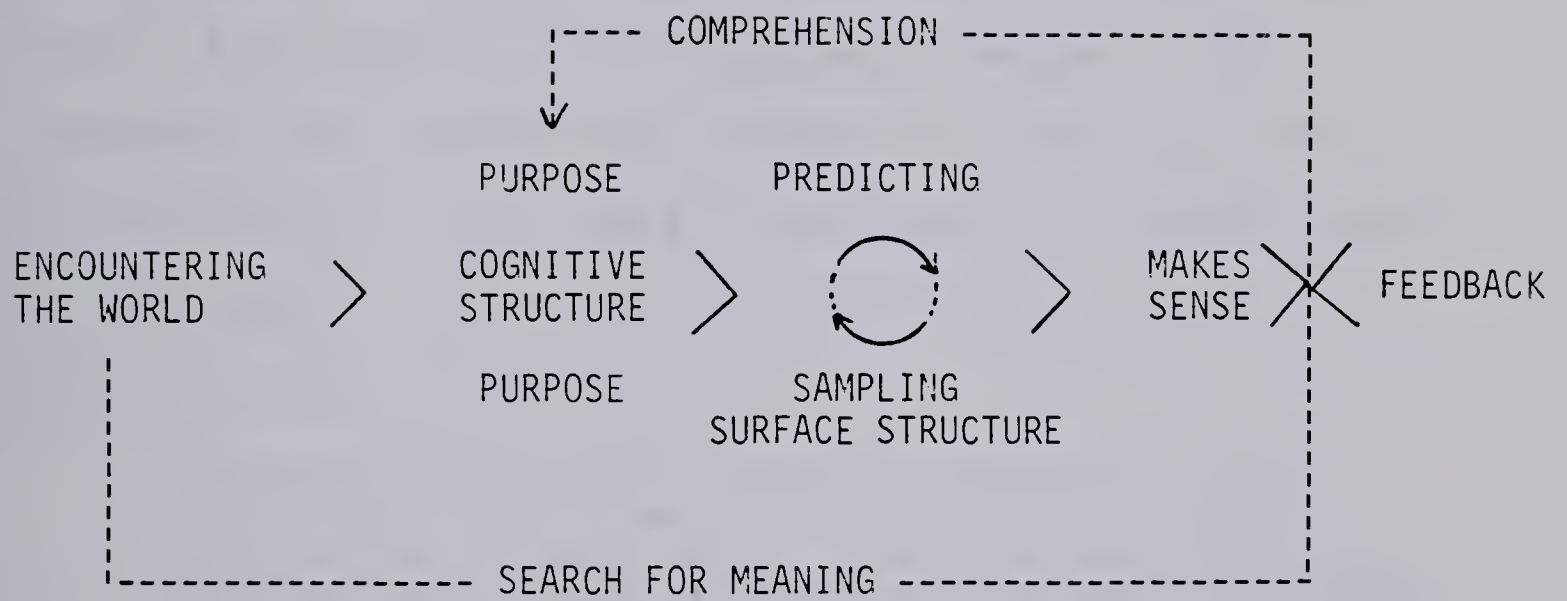 COMPREHENSION
PURPOSE
PREDICTING
ENCOUNTERING
THE WORLD
COGNITIVE
STRUCTURE
MAKES
SENSE
FEEDBACK
PURPOSE
SAMPLING
SURFACE STRUCTURE
SEARCH FOR MEANING